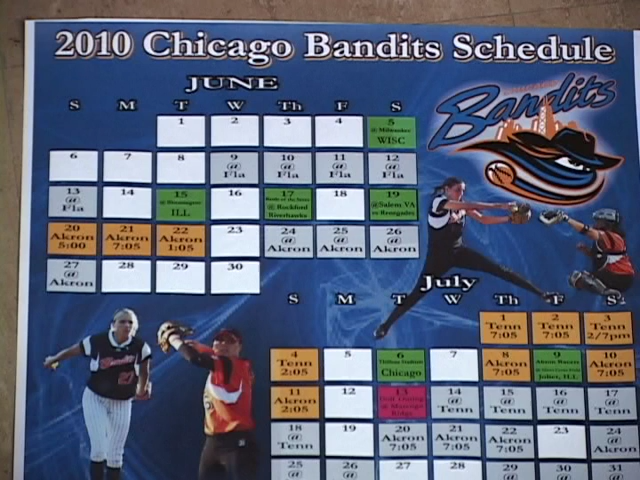 2010 Chicago Bandits Schedule
JUNE
S M T W Th F S
1 2 3 4 5
@ Milwaukee
WISC
Bandits
6 7 8 9 10 11 12
@ @ @ @
Fla Fla Fla Fla
13 14 15 16 17 18 19
@ @ Bloomington @Salem VA
Fla ILL @ Rockford vs Renegades
Riverhawks
20 21 22 23 24 25 26
Akron Akron Akron @ @ @
5:00 7:05 1:05 Akron Akron Akron
27 28 29 30
@
Akron
July
S M T W Th F S
1 2 3
Tenn Tenn Tenn
7:05 7:05 2/7pm
4 5 6 7 8 9 10
Tenn Akron Akron
2:05 Chicago 7:05 Joliet, ILL 7:05
11 12 13 14 15 16 17
Akron Golf Outing @ @ @ @
2:05 Ridge Tenn Tenn Tenn Tenn
18 19 20 21 22 23 24
@ Akron Akron Akron @
Tenn 7:05 7:05 7:05 Akron
25 26 27 28 29 30 31
@ @ @ @ @
27